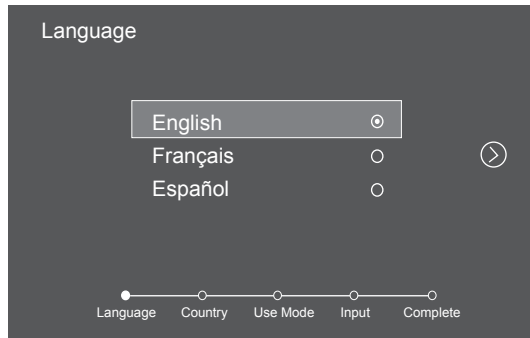 Language
English
Français
Español
Language Country Use Mode Input Complete